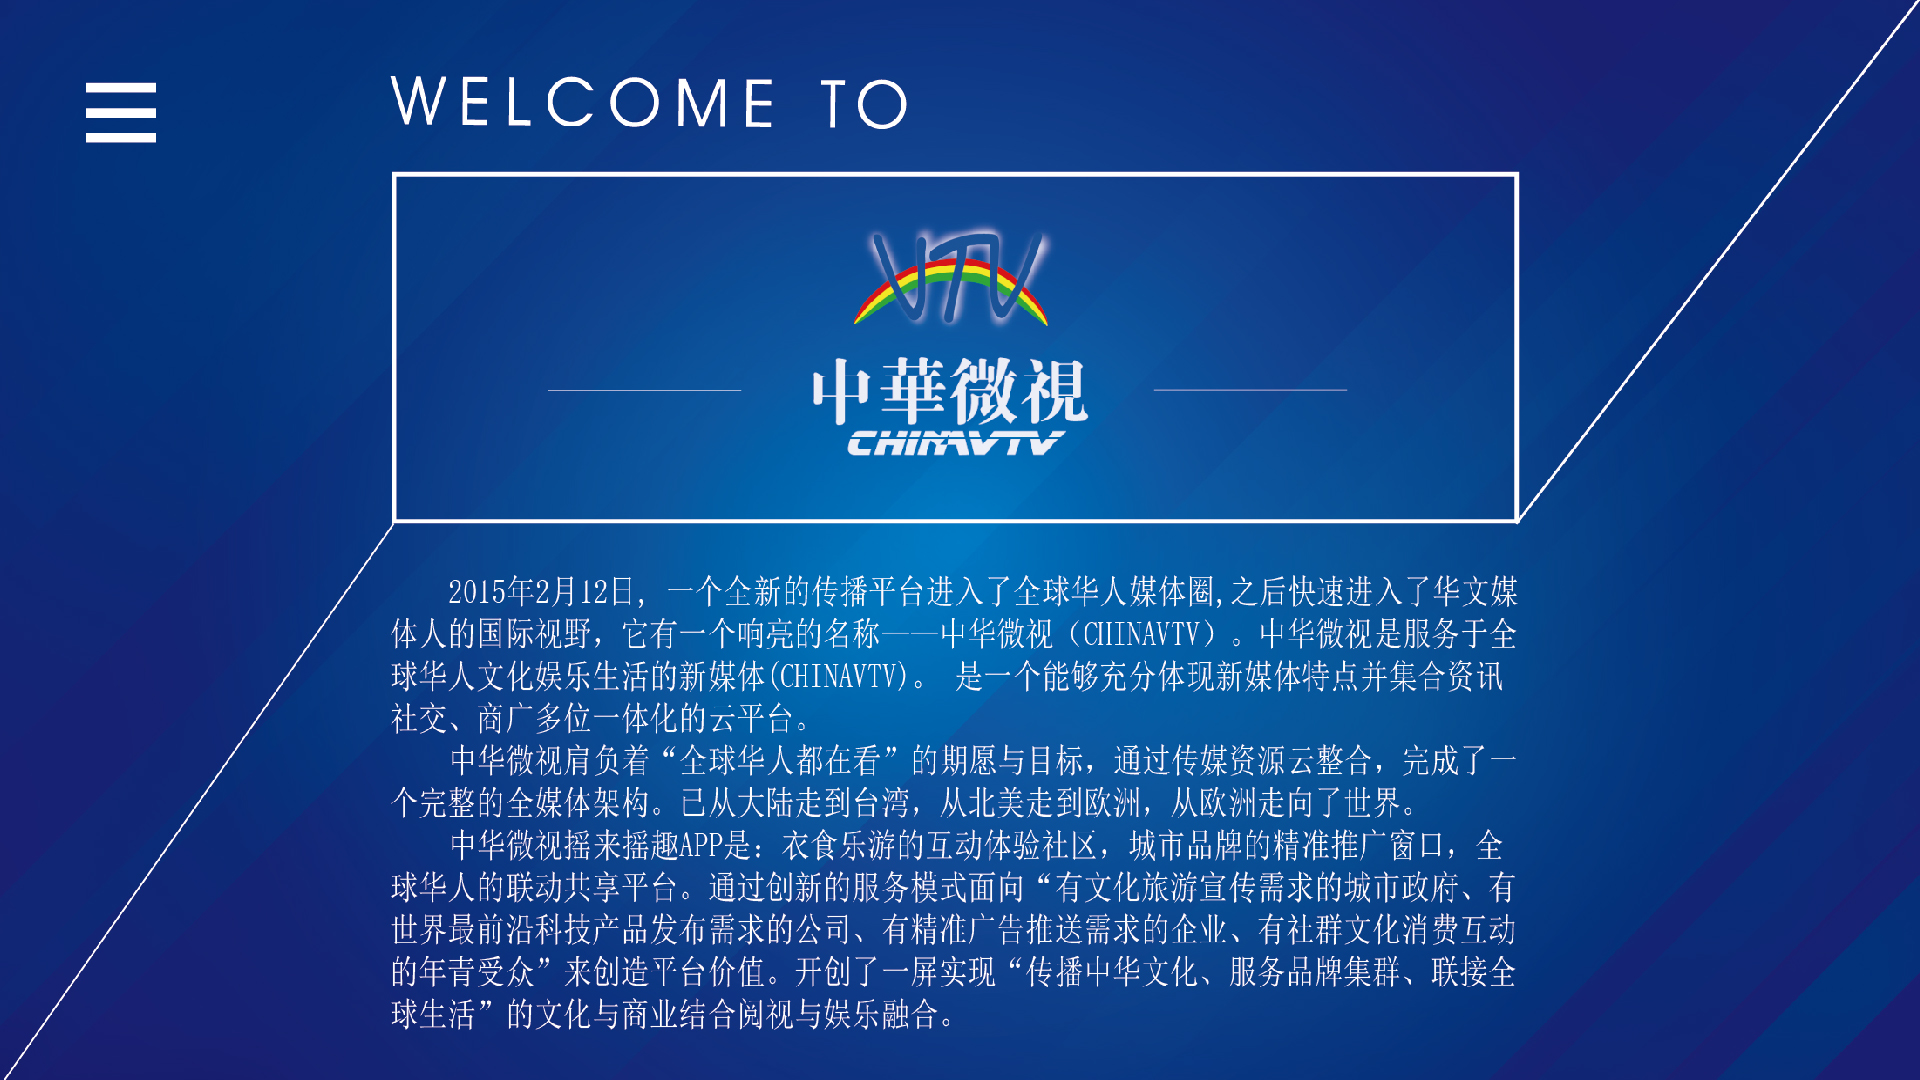 WELCOME TO
VTV
中華微視
CHINAVTV
2015年2月12日，一个全新的传播平台进入了全球华人媒体圈,之后快速进入了华文媒
体人的国际视野，它有一个响亮的名称——中华微视（CHINAVTV）。中华微视是服务于全
球华人文化娱乐生活的新媒体(CHINAVTV)。 是一个能够充分体现新媒体特点并集合资讯
社交、商广多位一体化的云平台。
中华微视肩负着“全球华人都在看”的期愿与目标，通过传媒资源云整合，完成了一
个完整的全媒体架构。已从大陆走到台湾，从北美走到欧洲，从欧洲走向了世界。
中华微视摇来摇趣APP是：衣食乐游的互动体验社区，城市品牌的精准推广窗口，全
球华人的联动共享平台。通过创新的服务模式面向“有文化旅游宣传需求的城市政府、有
世界最前沿科技产品发布需求的公司、有精准广告推送需求的企业、有社群文化消费互动
的年青受众”来创造平台价值。开创了一屏实现“传播中华文化、服务品牌集群、联接全
球生活”的文化与商业结合阅视与娱乐融合。